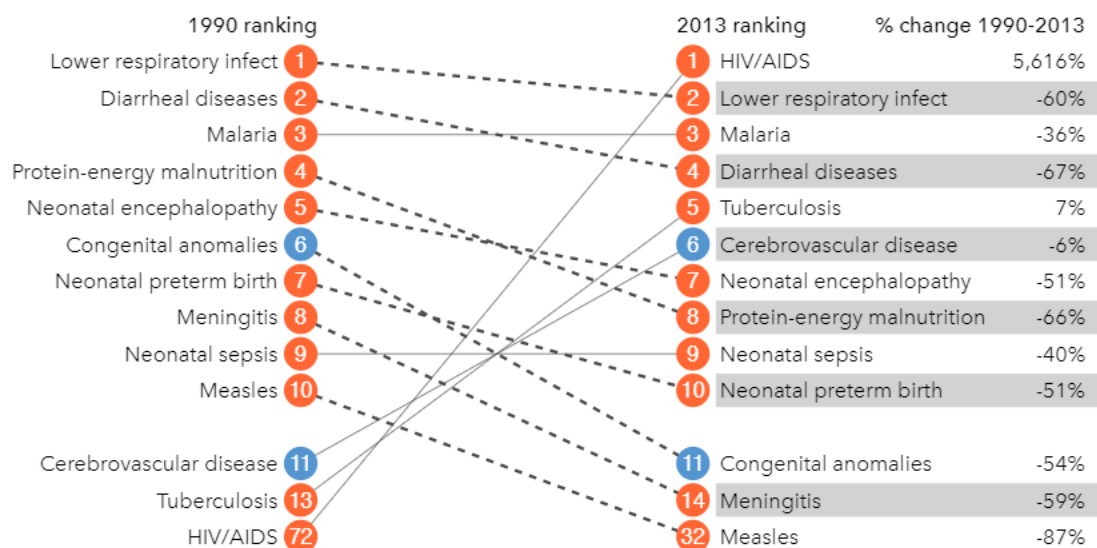 1990 ranking 2013 ranking % change 1990-2013
Lower respiratory infect 1 1 HIV/AIDS 5,616%
Diarrheal diseases 2 2 Lower respiratory infect -60%
Malaria 3 3 Malaria -36%
Protein-energy malnutrition 4 4 Diarrheal diseases -67%
Neonatal encephalopathy 5 5 Tuberculosis 7%
Congenital anomalies 6 6 Cerebrovascular disease -6%
Neonatal preterm birth 7 7 Neonatal encephalopathy -51%
Meningitis 8 8 Protein-energy malnutrition -66%
Neonatal sepsis 9 9 Neonatal sepsis -40%
Measles 10 10 Neonatal preterm birth -51%
Cerebrovascular disease 11 11 Congenital anomalies -54%
Tuberculosis 13 14 Meningitis -59%
HIV/AIDS 72 32 Measles -87%